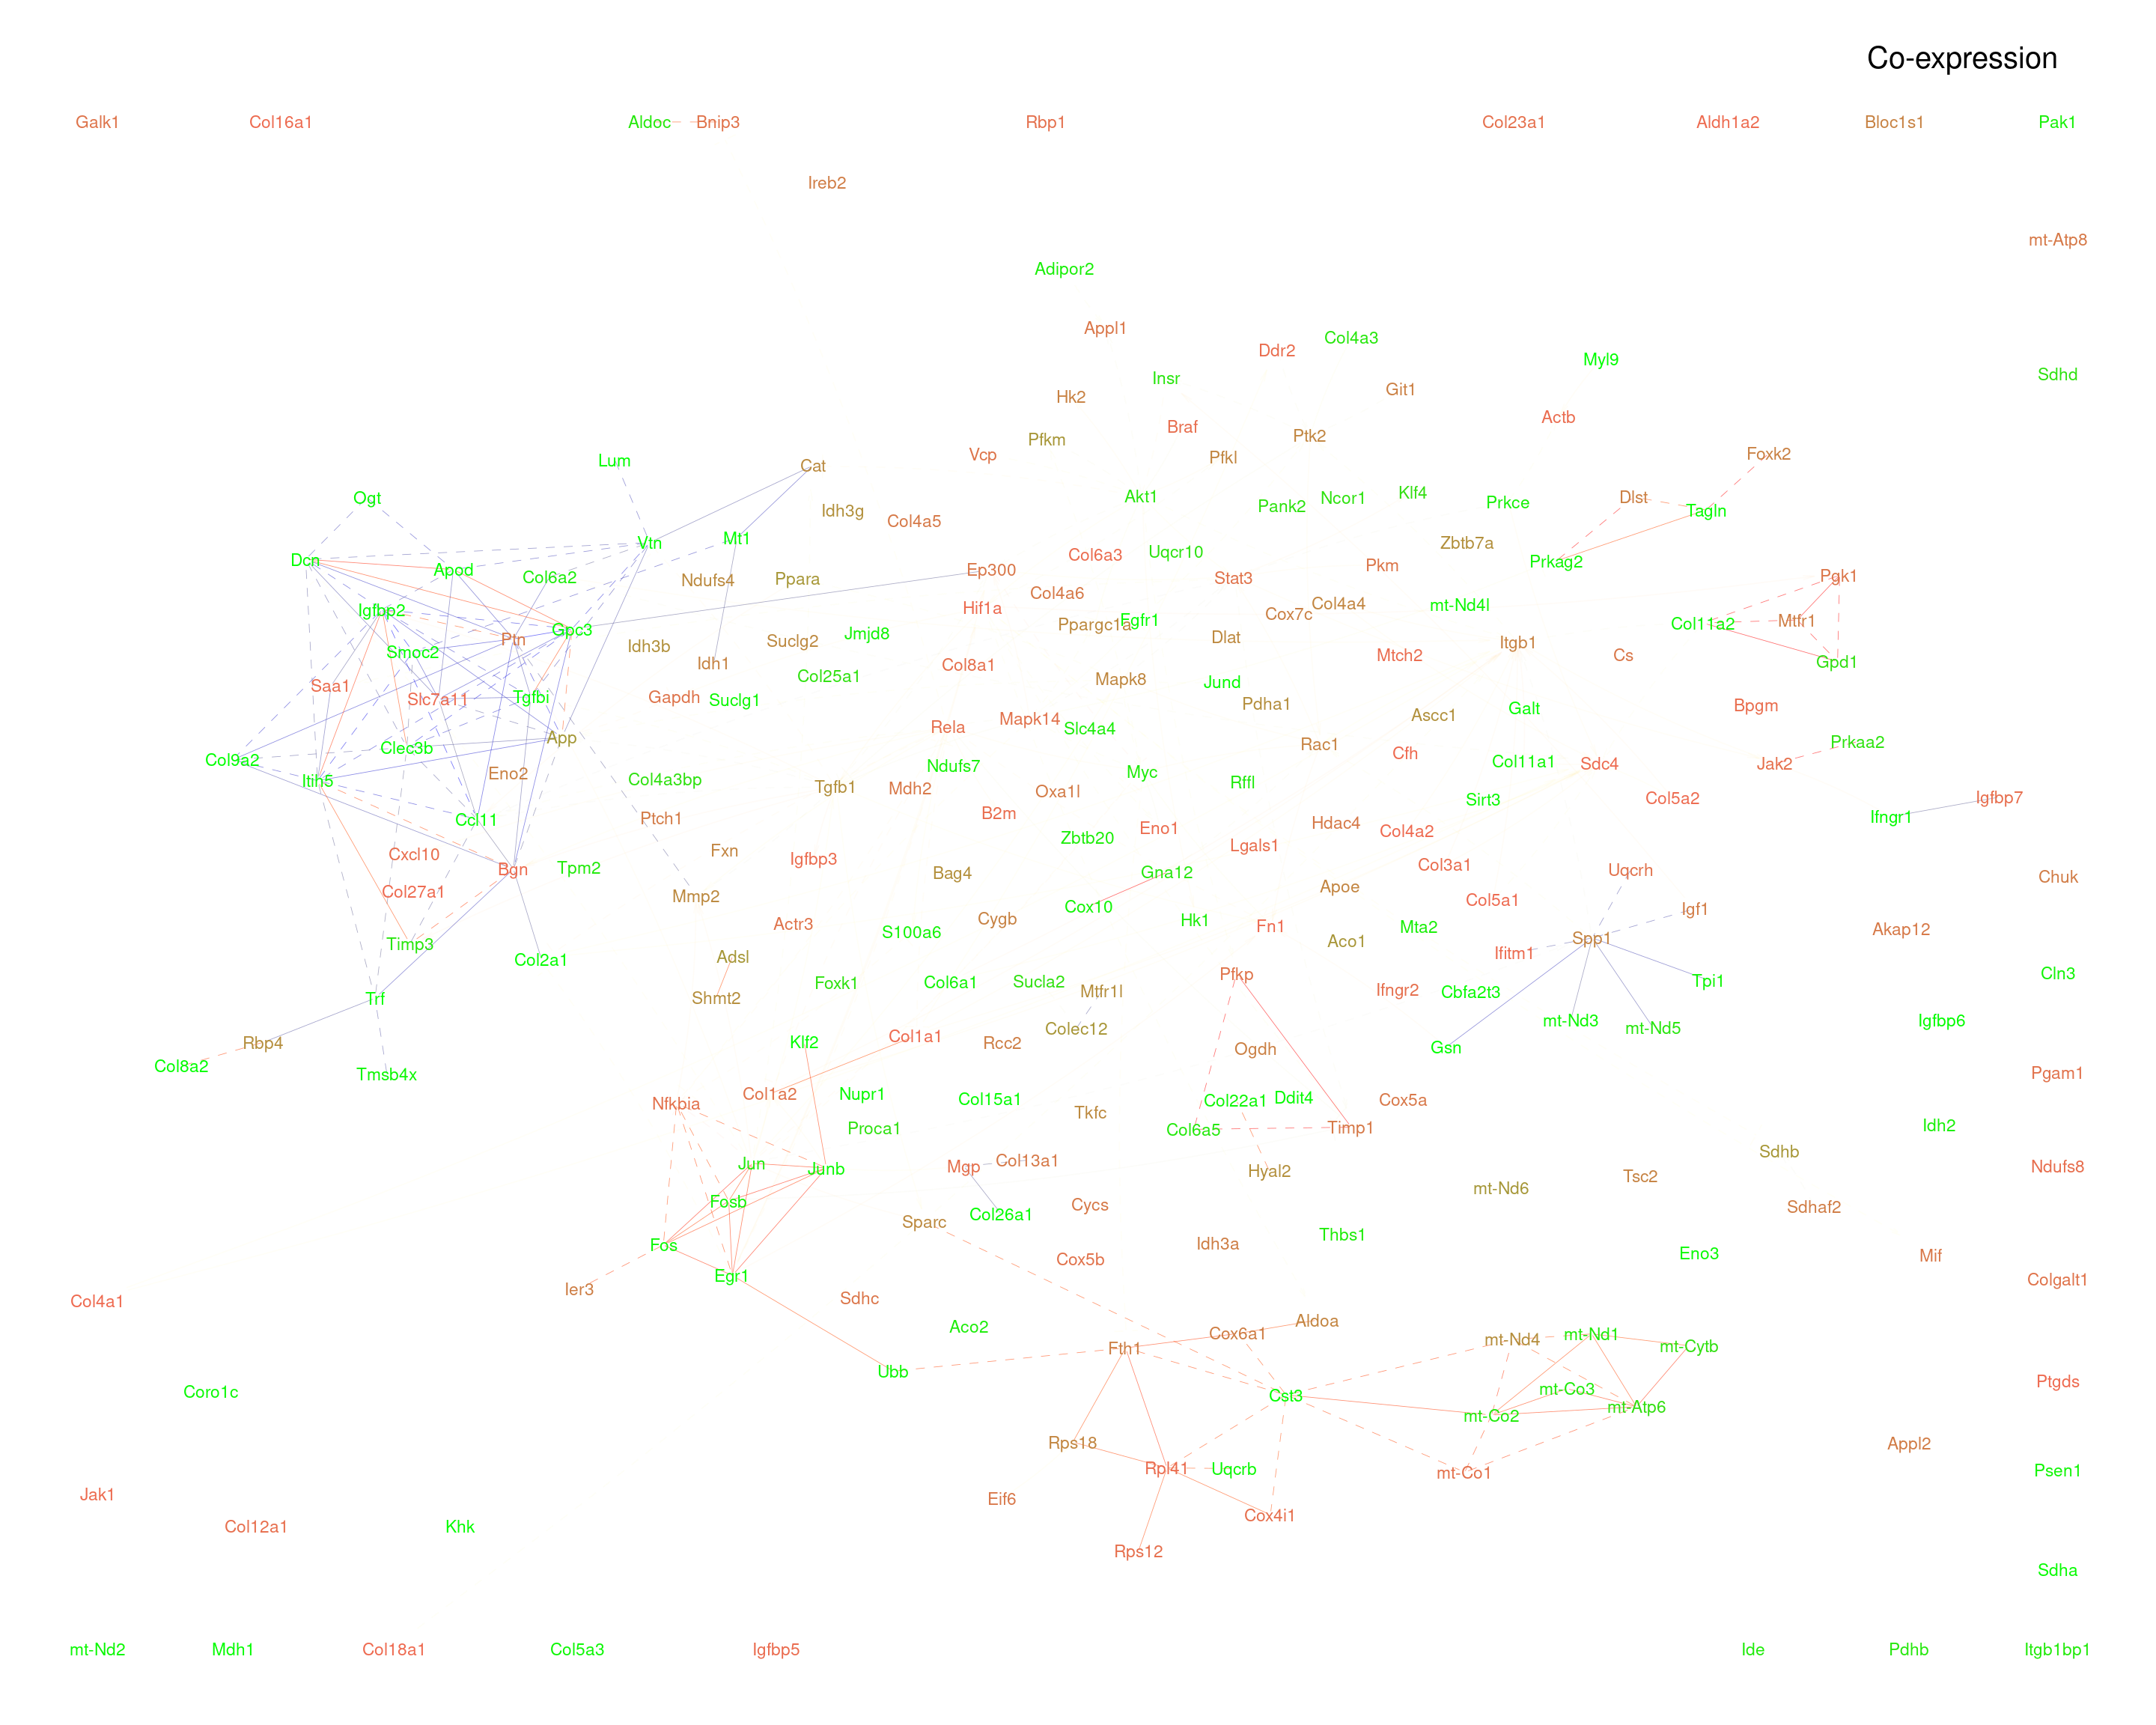 Co-expression
Galk1 Col16a1 Aldoc Bnip3 Rbp1 Col23a1 Aldh1a2 Bloc1s1 Pak1
Ireb2
mt-Atp8
Adipor2
Appl1
Col4a3
Ddr2
Myl9
Sdhd
Insr
Git1
Hk2
Actb
Braf
Ptk2
Pfkm
Vcp
Foxk2
Pfkl
Lum
Cat
Klf4
Akt1
Dlst
Ogt
Ncor1
Prkce
Pank2
Idh3g
Tagln
Col4a5
Mt1
Vtn
Zbtb7a
Uqcr10
Col6a3
Dcn
Prkag2
Pkm
Apod
Ep300
Pgk1
Col6a2
Stat3
Ppara
Ndufs4
Col4a6
Col4a4
mt-Nd4l
Hif1a
Igfbp2
Cox7c
Fgfr1
Mtfr1
Ppargc1a
Col11a2
Gpc3
Jmjd8
Dlat
Ptn
Suclg2
Itgb1
Idh3b
Smoc2
Mtch2
Cs
Gpd1
Idh1
Col8a1
Col25a1
Mapk8
Jund
Saa1
Gapdh
Tgfbi
Slc7a11
Suclg1
Pdha1
Bpgm
Galt
Ascc1
Mapk14
Rela
Slc4a4
App
Prkaa2
Rac1
Clec3b
Cfh
Col9a2
Col11a1
Sdc4
Jak2
Ndufs7
Myc
Eno2
Col4a3bp
Itih5
Rffl
Tgfb1
Mdh2
Oxa1l
Igfbp7
Col5a2
Sirt3
B2m
Ifngr1
Ptch1
Ccl11
Hdac4
Eno1
Col4a2
Zbtb20
Lgals1
Fxn
Cxcl10
Igfbp3
Col3a1
Tpm2
Bgn
Uqcrh
Gna12
Bag4
Chuk
Apoe
Col27a1
Mmp2
Col5a1
Cox10
Igf1
Cygb
Hk1
Actr3
Fn1
Mta2
Akap12
S100a6
Spp1
Aco1
Timp3
Ifitm1
Adsl
Col2a1
Cln3
Pfkp
Tpi1
Sucla2
Col6a1
Foxk1
Ifngr2
Mtfr1l
Cbfa2t3
Trf
Shmt2
mt-Nd3
Igfbp6
mt-Nd5
Colec12
Col1a1
Klf2
Rbp4
Rcc2
Gsn
Ogdh
Col8a2
Pgam1
Tmsb4x
Nupr1
Col1a2
Ddit4
Col15a1
Cox5a
Col22a1
Nfkbia
Tkfc
Idh2
Timp1
Proca1
Col6a5
Sdhb
Col13a1
Jun
Mgp
Ndufs8
Junb
Hyal2
Tsc2
mt-Nd6
Fosb
Cycs
Sdhaf2
Col26a1
Sparc
Thbs1
Idh3a
Fos
Eno3
Mif
Cox5b
Egr1
Colgalt1
Ier3
Sdhc
Col4a1
Aldoa
Aco2
Cox6a1
mt-Nd1
mt-Nd4
mt-Cytb
Fth1
Ubb
Ptgds
mt-Co3
Coro1c
Cst3
mt-Atp6
mt-Co2
Rps18
Appl2
Rpl41
Uqcrb
Psen1
mt-Co1
Jak1
Eif6
Cox4i1
Col12a1
Khk
Rps12
Sdha
mt-Nd2 Mdh1 Col18a1 Col5a3 Igfbp5 Ide Pdhb Itgb1bp1